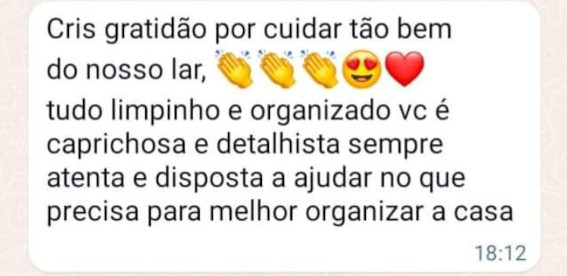 Cris gratidão por cuidar tão bem
do nosso lar, 👏👏👏😍❤️
tudo limpinho e organizado vc é
caprichosa e detalhista sempre
atenta e disposta a ajudar no que
precisa para melhor organizar a casa
18:12